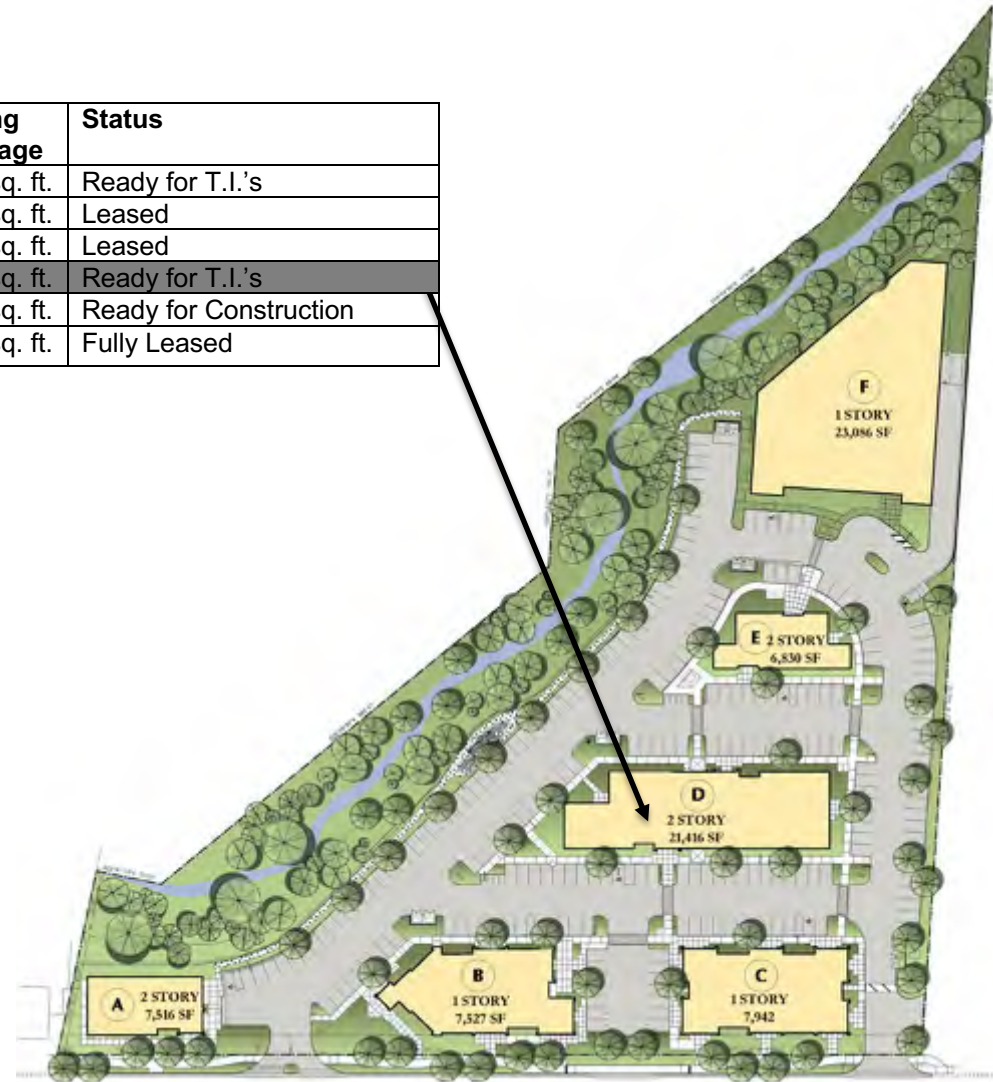 ng Status
age
q. ft. Ready for T.I.'s
q. ft. Leased
q. ft. Leased
q. ft. Ready for T.I.'s
q. ft. Ready for Construction
q. ft. Fully Leased
F
1 STORY
23,086 SF
E 2 STORY
6,830 SF
D
2 STORY
21,416 SF
A 2 STORY
7,516 SF
B
1 STORY
7,527 SF
C
1 STORY
7,942